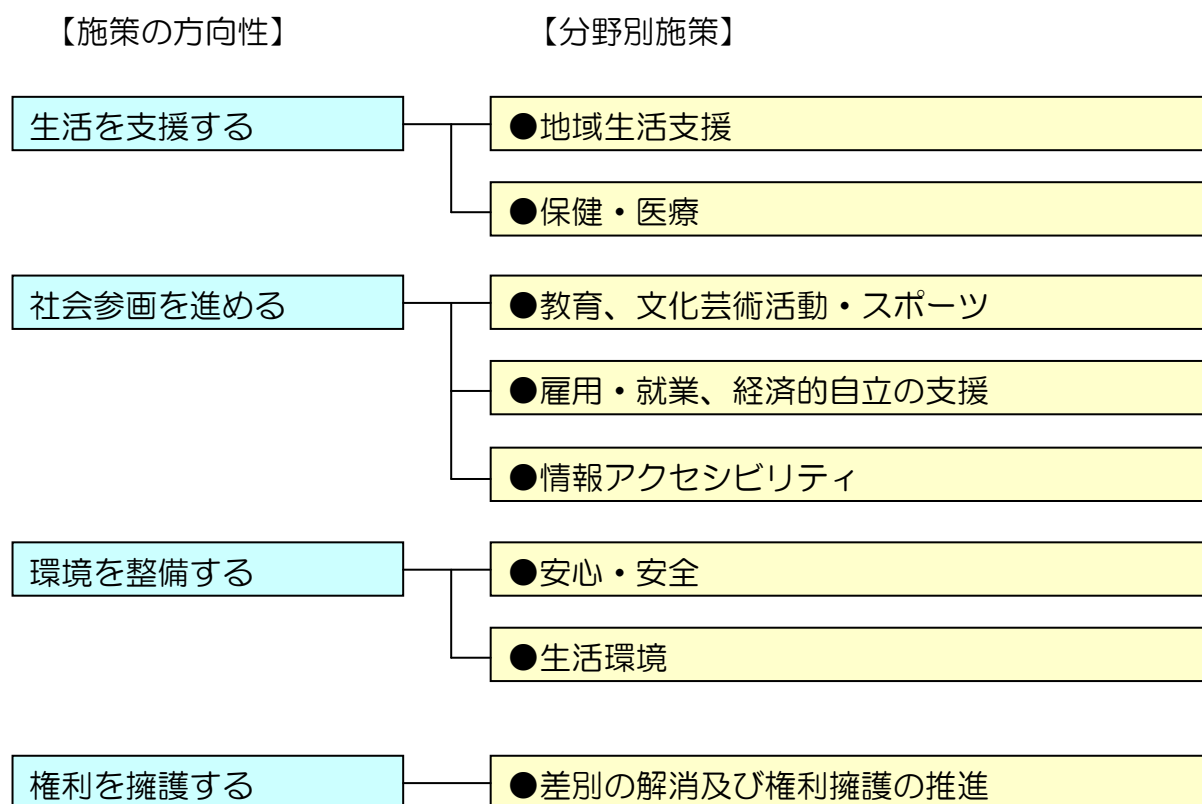 【施策の方向性】 【分野別施策】
生活を支援する ●地域生活支援
●保健・医療
社会参画を進める ●教育、文化芸術活動・スポーツ
●雇用・就業、経済的自立の支援
●情報アクセシビリティ
環境を整備する ●安心・安全
●生活環境
権利を擁護する ●差別の解消及び権利擁護の推進